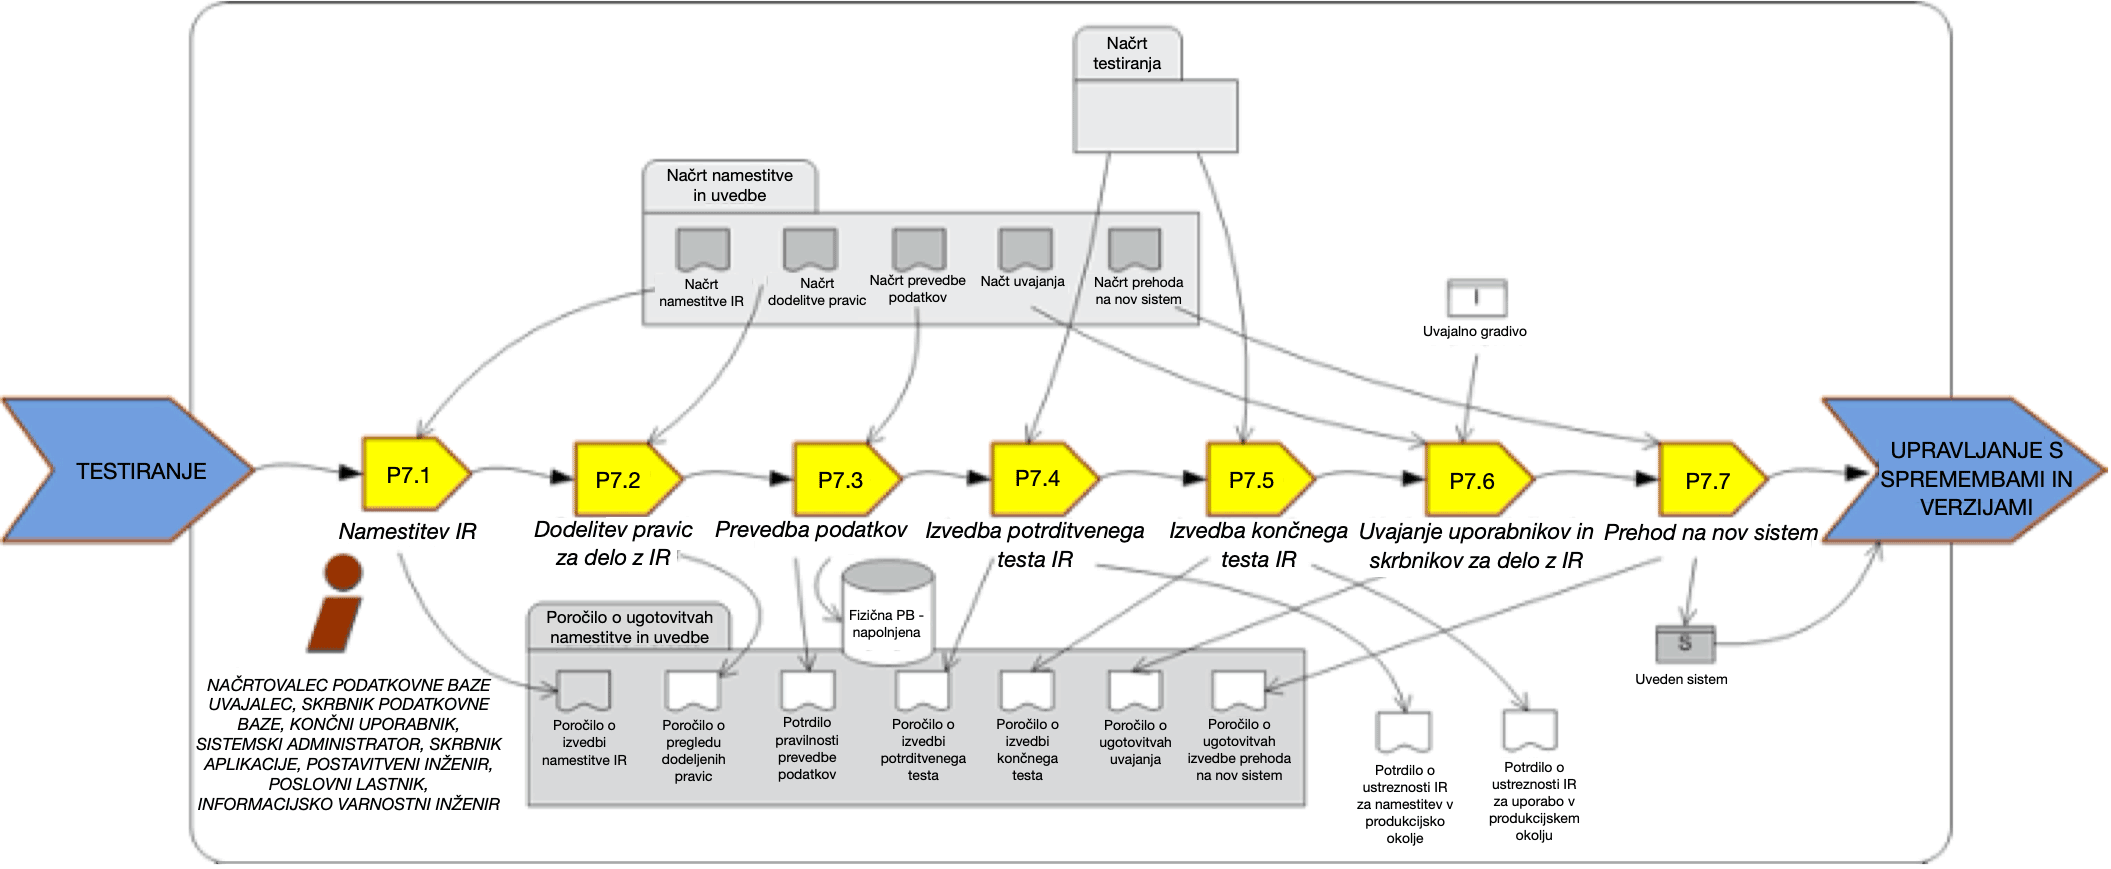 Načrt
testiranja
Načrt namestitve
in uvedbe
Načrt
namestitve IR
Načrt
dodelitve pravic
Načrt prevedbe
podatkov
Načt uvajanja
Načrt prehoda
na nov sistem
I
Uvajalno gradivo
TESTIRANJE
P7.1
P7.2
P7.3
P7.4
P7.5
P7.6
P7.7
UPRAVLJANJE S
SPREMEMBAMI IN
VERZIJAMI
Namestitev IR
Dodelitev pravic
za delo z IR
Prevedba podatkov
Izvedba potrditvenega
testa IR
Izvedba končnega
testa IR
Uvajanje uporabnikov in
skrbnikov za delo z IR
Prehod na nov sistem
Fizična PB -
napolnjena
Poročilo o ugotovitvah
namestitve in uvedbe
S
Uveden sistem
NAČRTOVALEC PODATKOVNE BAZE
UVAJALEC, SKRBNIK PODATKOVNE
BAZE, KONČNI UPORABNIK,
SISTEMSKI ADMINISTRATOR, SKRBNIK
APLIKACIJE, POSTAVITVENI INŽENIR,
POSLOVNI LASTNIK,
INFORMACIJSKO VARNOSTNI INŽENIR
Poročilo o
izvedbi
namestitve IR
Poročilo o
pregledu
dodeljenih
pravic
Potrdilo
pravilnosti
prevedbe
podatkov
Poročilo o
izvedbi
potrditvenega
testa
Poročilo o
izvedbi
končnega
testa
Poročilo o
ugotovitvah
uvajanja
Poročilo o
ugotovitvah
izvedbe prehoda
na nov sistem
Potrdilo o
ustreznosti IR
za namestitev v
produkcijsko
okolje
Potrdilo o
ustreznosti IR
za uporabo v
produkcijskem
okolju